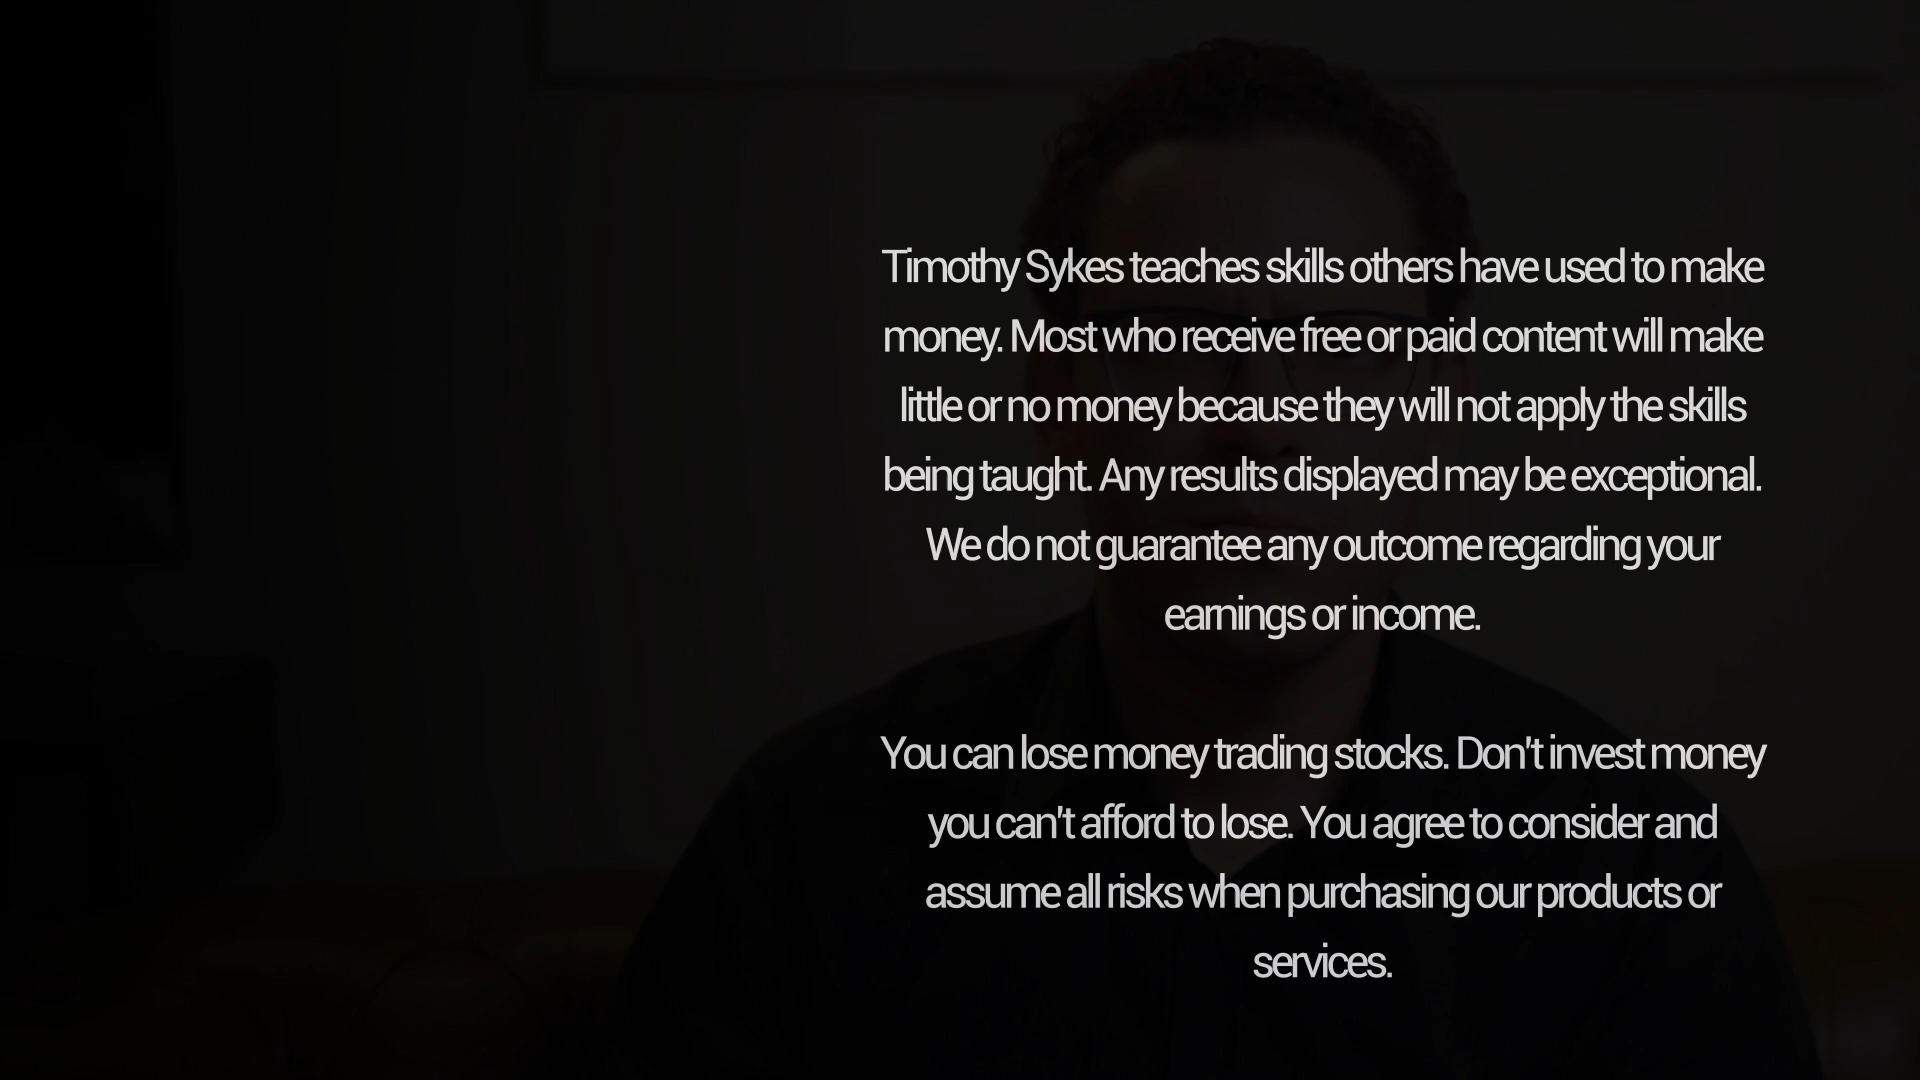 Timothy Sykes teaches skills others have used to make
money. Most who receive free or paid content will make
little or no money because they will not apply the skills
being taught. Any results displayed may be exceptional.
We do not guarantee any outcome regarding your
earnings or income.
You can lose money trading stocks. Don't invest money
you can't afford to lose. You agree to consider and
assume all risks when purchasing our products or
services.